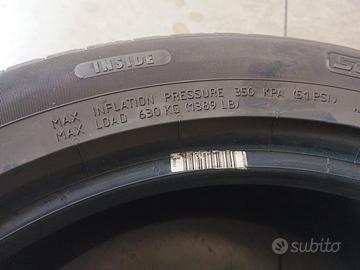 INSIDE
MAX INFLATION PRESSURE 350 KPA (51 PSI)
MAX LOAD 630 KG (1389 LB)
subito